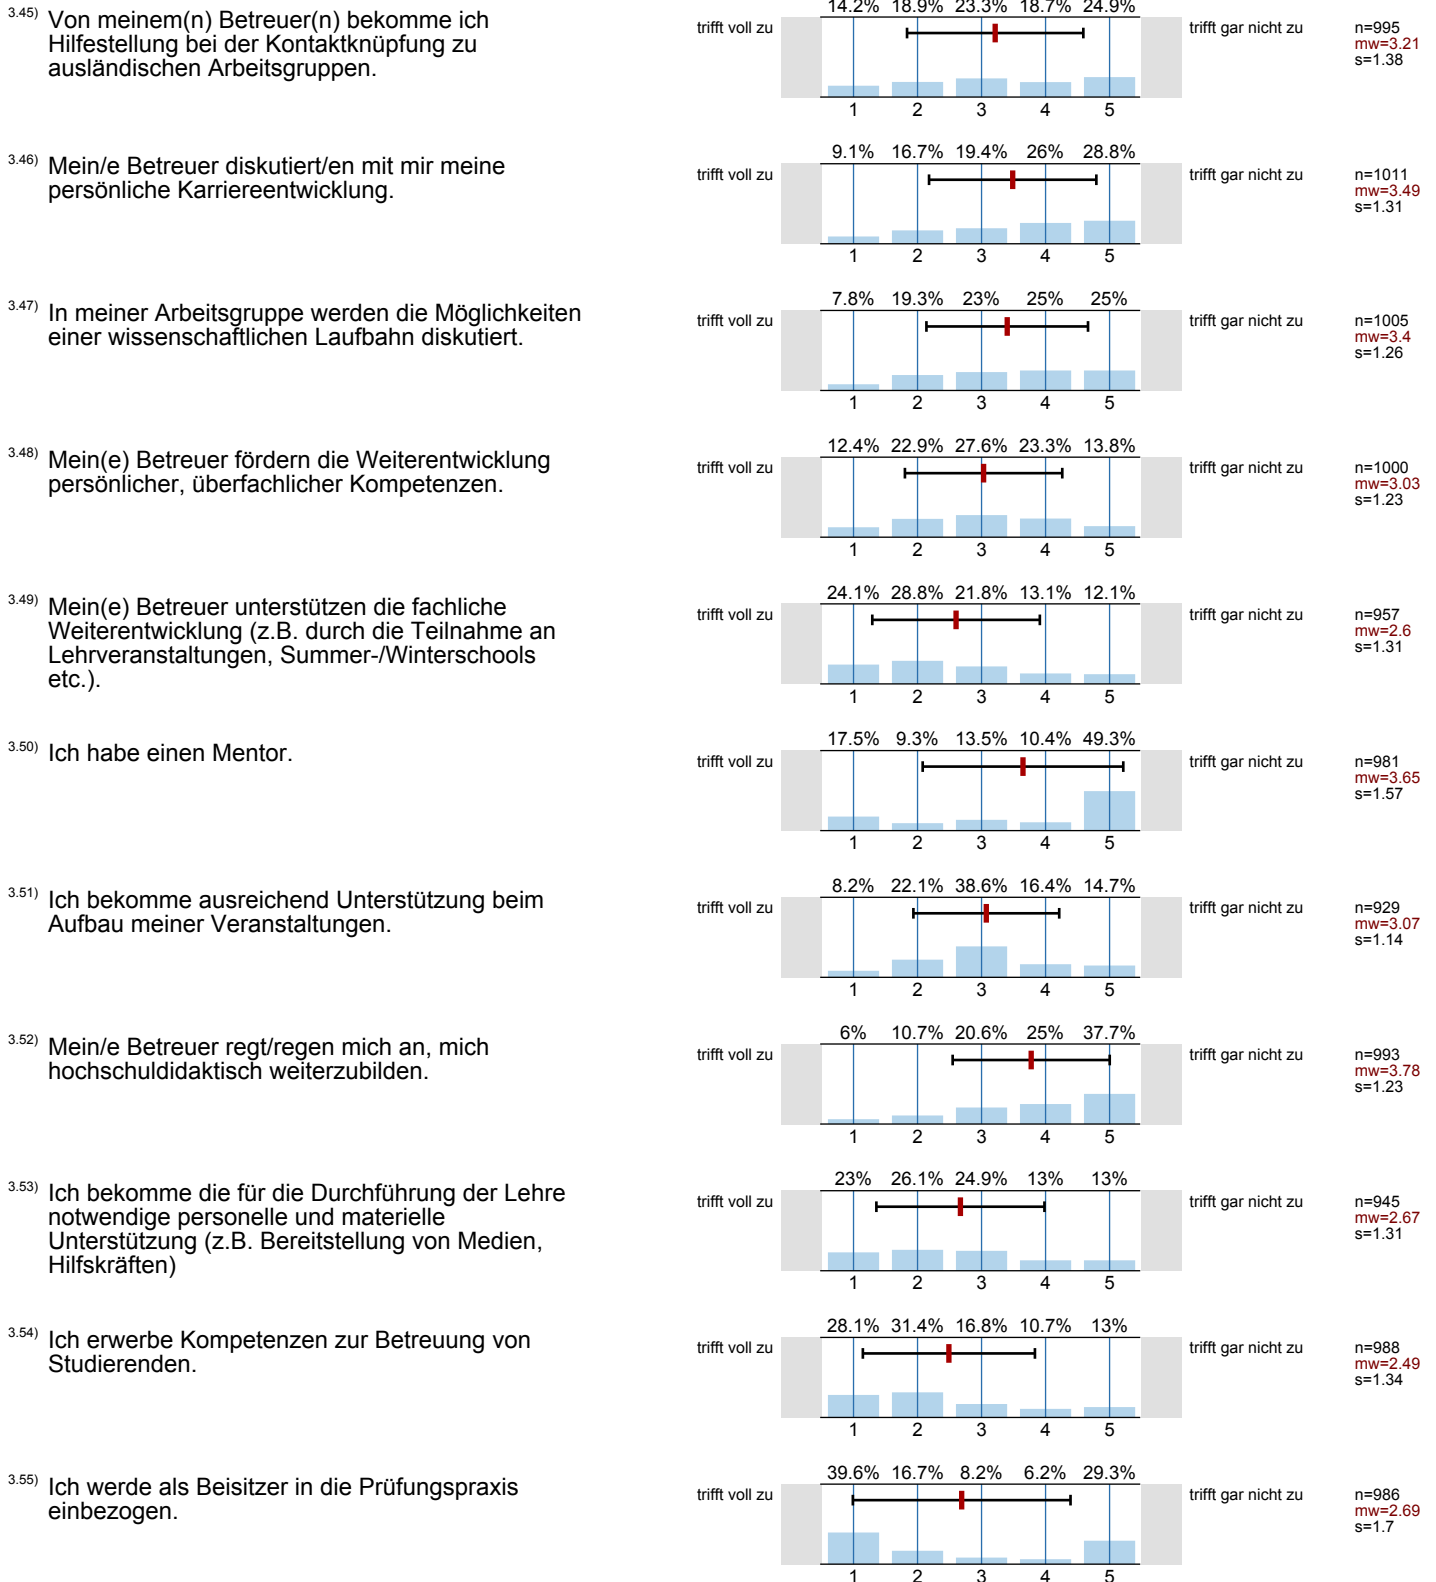 3.45) Von meinem(n) Betreuer(n) bekomme ich
Hilfestellung bei der Kontaktknüpfung zu
ausländischen Arbeitsgruppen.
14.2% 18.9% 23.3% 18.7% 24.9%
trifft voll zu
trifft gar nicht zu
n=995
mw=3.21
s=1.38
1 2 3 4 5
3.46) Mein/e Betreuer diskutiert/en mit mir meine
persönliche Karriereentwicklung.
9.1% 16.7% 19.4% 26% 28.8%
trifft voll zu
trifft gar nicht zu
n=1011
mw=3.49
s=1.31
1 2 3 4 5
3.47) In meiner Arbeitsgruppe werden die Möglichkeiten
einer wissenschaftlichen Laufbahn diskutiert.
7.8% 19.3% 23% 25% 25%
trifft voll zu
trifft gar nicht zu
n=1005
mw=3.4
s=1.26
1 2 3 4 5
3.48) Mein(e) Betreuer fördern die Weiterentwicklung
persönlicher, überfachlicher Kompetenzen.
12.4% 22.9% 27.6% 23.3% 13.8%
trifft voll zu
trifft gar nicht zu
n=1000
mw=3.03
s=1.23
1 2 3 4 5
3.49) Mein(e) Betreuer unterstützen die fachliche
Weiterentwicklung (z.B. durch die Teilnahme an
Lehrveranstaltungen, Summer-/Winterschools
etc.).
24.1% 28.8% 21.8% 13.1% 12.1%
trifft voll zu
trifft gar nicht zu
n=957
mw=2.6
s=1.31
1 2 3 4 5
3.50) Ich habe einen Mentor.
17.5% 9.3% 13.5% 10.4% 49.3%
trifft voll zu
trifft gar nicht zu
n=981
mw=3.65
s=1.57
1 2 3 4 5
3.51) Ich bekomme ausreichend Unterstützung beim
Aufbau meiner Veranstaltungen.
8.2% 22.1% 38.6% 16.4% 14.7%
trifft voll zu
trifft gar nicht zu
n=929
mw=3.07
s=1.14
1 2 3 4 5
3.52) Mein/e Betreuer regt/regen mich an, mich
hochschuldidaktisch weiterzubilden.
6% 10.7% 20.6% 25% 37.7%
trifft voll zu
trifft gar nicht zu
n=993
mw=3.78
s=1.23
1 2 3 4 5
3.53) Ich bekomme die für die Durchführung der Lehre
notwendige personelle und materielle
Unterstützung (z.B. Bereitstellung von Medien,
Hilfskräften)
23% 26.1% 24.9% 13% 13%
trifft voll zu
trifft gar nicht zu
n=945
mw=2.67
s=1.31
1 2 3 4 5
3.54) Ich erwerbe Kompetenzen zur Betreuung von
Studierenden.
28.1% 31.4% 16.8% 10.7% 13%
trifft voll zu
trifft gar nicht zu
n=988
mw=2.49
s=1.34
1 2 3 4 5
3.55) Ich werde als Beisitzer in die Prüfungspraxis
einbezogen.
39.6% 16.7% 8.2% 6.2% 29.3%
trifft voll zu
trifft gar nicht zu
n=986
mw=2.69
s=1.7
1 2 3 4 5